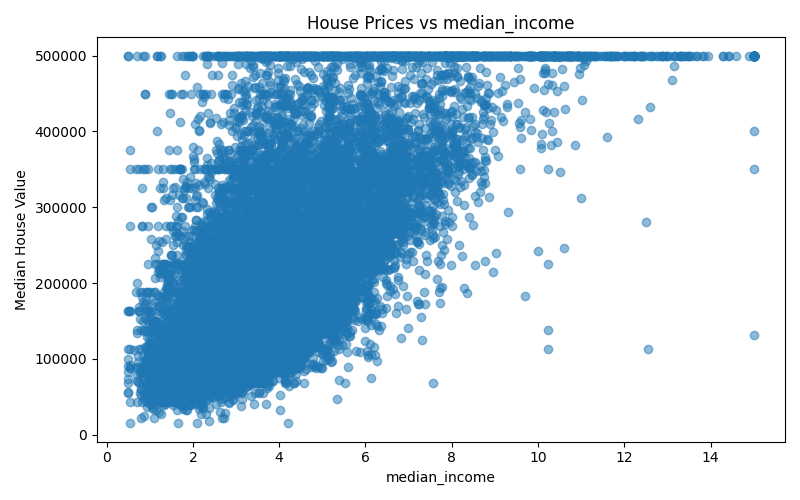 House Prices vs median_income
Median House Value
500000
400000
300000
200000
100000
0
0 2 4 6 8 10 12 14
median_income